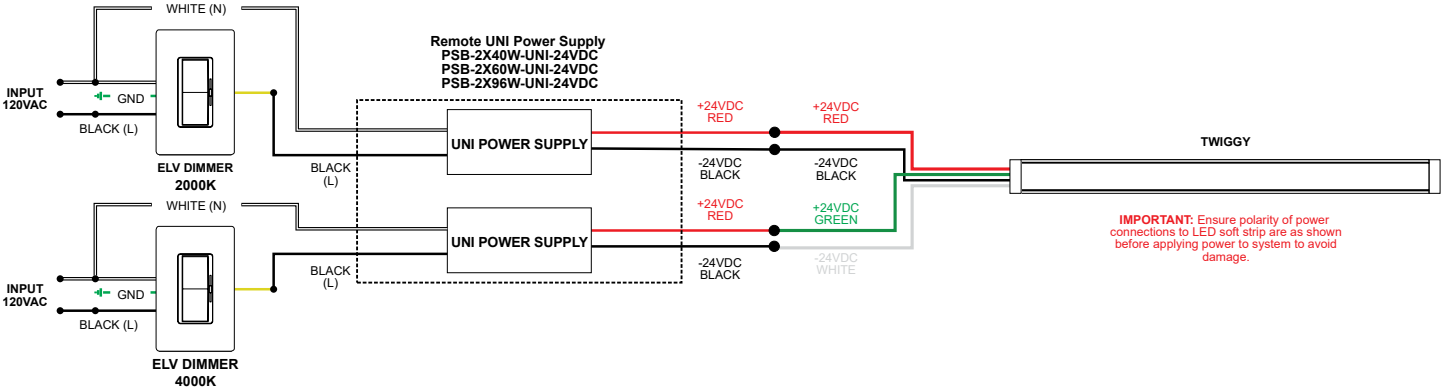 WHITE (N)
INPUT
120VAC
GND
BLACK (L)
ELV DIMMER
2000K
Remote UNI Power Supply
PSB-2X40W-UNI-24VDC
PSB-2X60W-UNI-24VDC
PSB-2X96W-UNI-24VDC
UNI POWER SUPPLY
BLACK
(L)
+24VDC
RED
+24VDC
RED
-24VDC
BLACK
-24VDC
BLACK
TWIGGY
WHITE (N)
INPUT
120VAC
GND
BLACK (L)
ELV DIMMER
4000K
UNI POWER SUPPLY
BLACK
(L)
+24VDC
RED
+24VDC
GREEN
-24VDC
BLACK
-24VDC
WHITE
IMPORTANT: Ensure polarity of power
connections to LED soft strip are as shown
before applying power to system to avoid
damage.